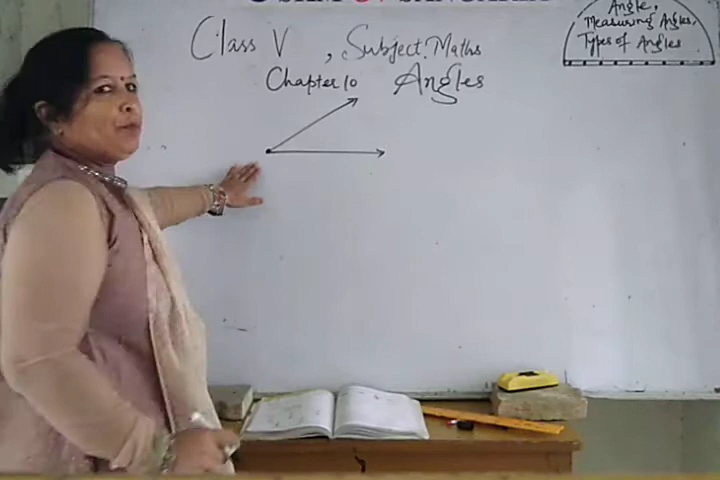 Class V , Subject. Maths
Chapter 10 Angles
Angle,
Measuring Angles,
Types of Angles